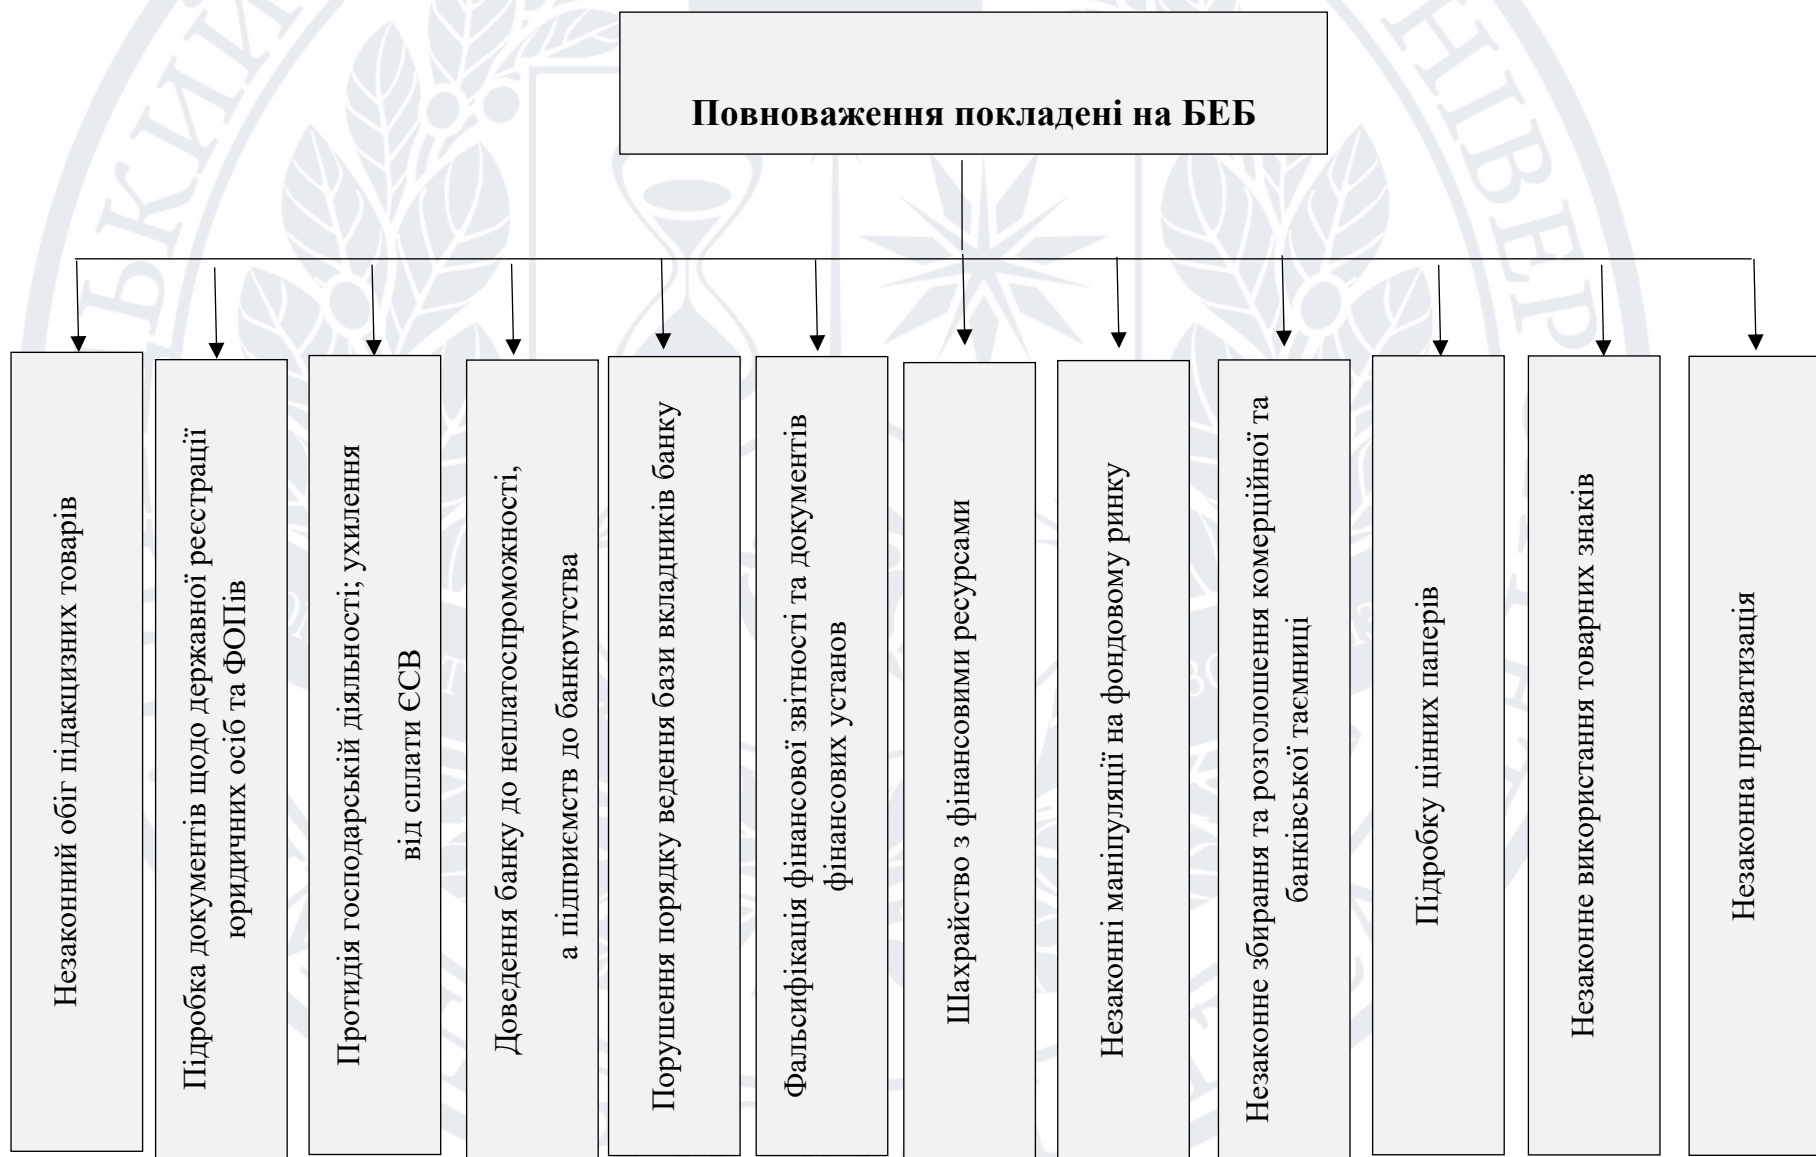 Повноваження покладені на БЕБ
Незаконний обіг підакцизних товарів
Підробка документів щодо державної реєстрації
юридичних осіб та ФОПів
Протидія господарській діяльності; ухилення
від сплати ЄСВ
Доведення банку до неплатоспроможності,
а підприємств до банкрутства
Порушення порядку ведення бази вкладників банку
Фальсифікація фінансової звітності та документів
фінансових установ
Шахрайство з фінансовими ресурсами
Незаконні маніпуляції на фондовому ринку
Незаконне збирання та розголошення комерційної та
банківської таємниці
Підробку цінних паперів
Незаконне використання товарних знаків
Незаконна приватизація